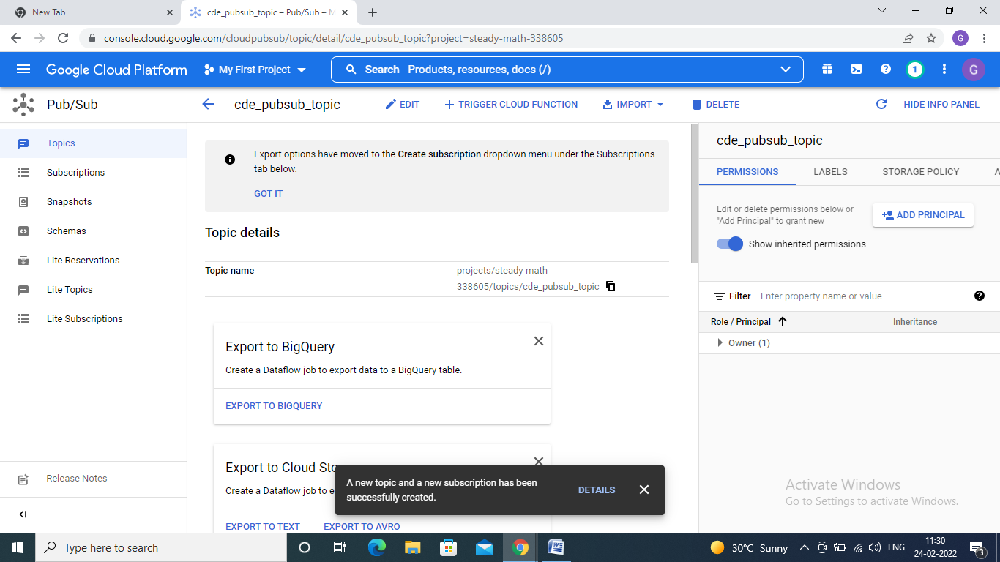 New Tab
cde_pubsub_topic – Pub/Sub – M
console.cloud.google.com/cloudpubsub/topic/detail/cde_pubsub_topic?project=steady-math-338605
G
Google Cloud Platform
My First Project
Search Products, resources, docs (/)
1
G
Pub/Sub
cde_pubsub_topic
EDIT
TRIGGER CLOUD FUNCTION
IMPORT
DELETE
HIDE INFO PANEL
Topics
Subscriptions
Snapshots
Schemas
Lite Reservations
Lite Topics
Lite Subscriptions
Release Notes
Export options have moved to the Create subscription dropdown menu under the Subscriptions
tab below.
GOT IT
Topic details
Topic name
projects/steady-math-
338605/topics/cde_pubsub_topic
Export to BigQuery
Create a Dataflow job to export data to a BigQuery table.
EXPORT TO BIGQUERY
Export to Cloud Storage
Create a Dataflow job to e
EXPORT TO TEXT
EXPORT TO AVRO
A new topic and a new subscription has been
successfully created.
DETAILS
cde_pubsub_topic
PERMISSIONS
LABELS
STORAGE POLICY
A
Edit or delete permissions below or
"Add Principal" to grant new
ADD PRINCIPAL
Show inherited permissions
Filter
Enter property name or value
Role / Principal
Inheritance
Owner (1)
Activate Windows
Go to Settings to activate Windows.
Type here to search
30°C Sunny
ENG
11:30
24-02-2022
3